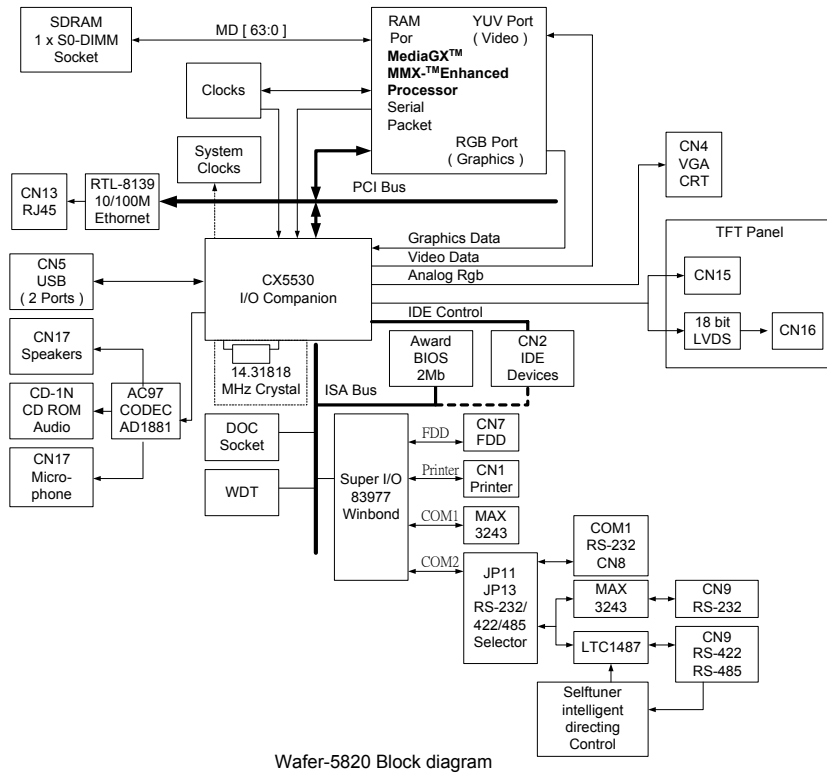 SDRAM
1 x S0-DIMM
Socket
MD [ 63:0 ]
RAM
Por
YUV Port
( Video )
MediaGX™
MMX-™Enhanced
Processor
Serial
Packet
RGB Port
( Graphics )
Clocks
System
Clocks
CN4
VGA
CRT
CN13
RJ45
RTL-8139
10/100M
Ethornet
PCI Bus
CN5
USB
( 2 Ports )
CX5530
I/O Companion
Graphics Data
Video Data
Analog Rgb
IDE Control
TFT Panel
CN15
18 bit
LVDS
CN16
CN17
Speakers
CD-1N
CD ROM
Audio
CN17
Micro-
phone
AC97
CODEC
AD1881
14.31818
MHz Crystal
ISA Bus
Award
BIOS
2Mb
CN2
IDE
Devices
DOC
Socket
WDT
Super I/O
83977
Winbond
FDD
CN7
FDD
Printer
CN1
Printer
COM1
MAX
3243
COM2
JP11
JP13
RS-232/
422/485
Selector
COM1
RS-232
CN8
MAX
3243
CN9
RS-232
LTC1487
CN9
RS-422
RS-485
Selftuner
intelligent
directing
Control
Wafer-5820 Block diagram